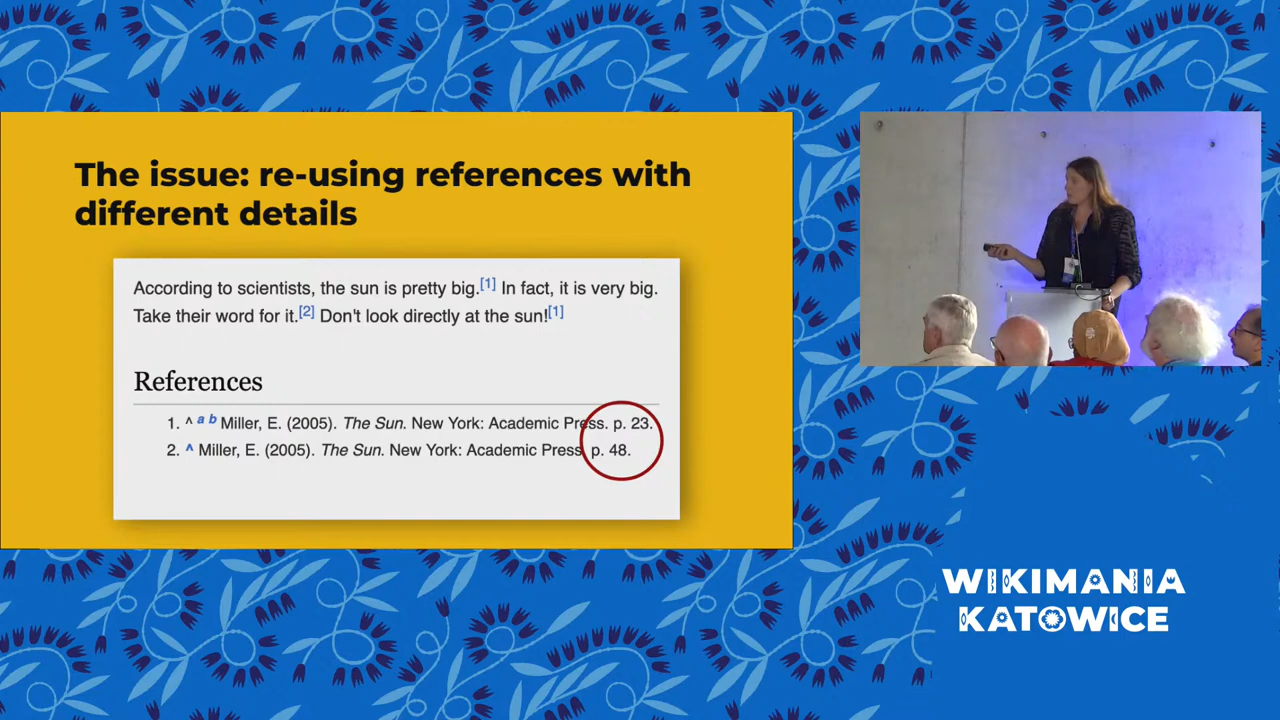 The issue: re-using references with
different details
According to scientists, the sun is pretty big.[1] In fact, it is very big.
Take their word for it.[2] Don't look directly at the sun![1]
References
1. ^ a b Miller, E. (2005). The Sun. New York: Academic Press. p. 23.
2. ^ Miller, E. (2005). The Sun. New York: Academic Press. p. 48.
WIKIMANIA
KATOWICE